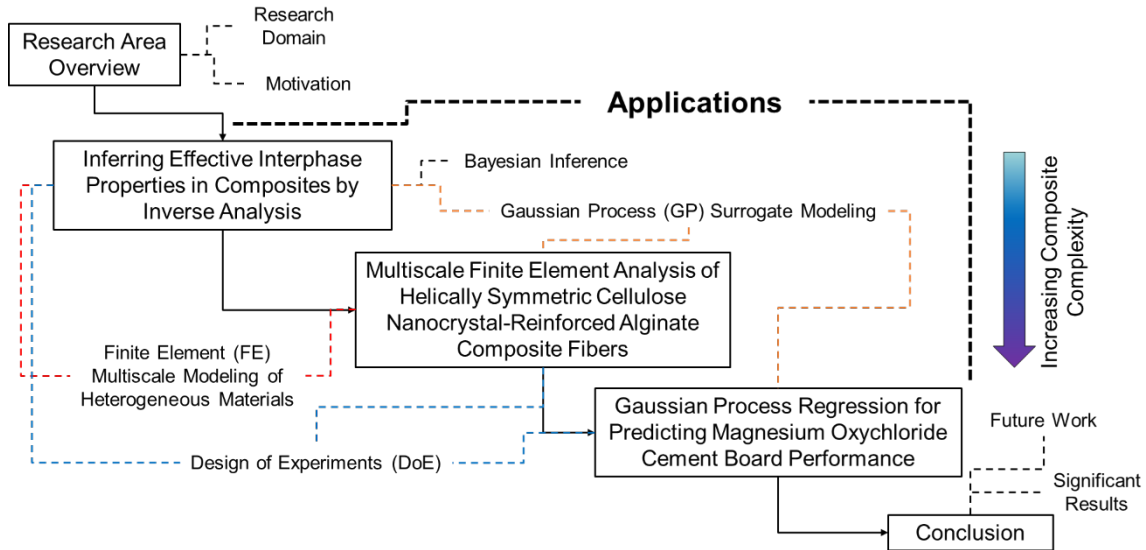 Research Area
Overview
Research
Domain
Motivation
Applications
Inferring Effective Interphase
Properties in Composites by
Inverse Analysis
Bayesian Inference
Gaussian Process (GP) Surrogate Modeling
Increasing Composite
Complexity
Multiscale Finite Element Analysis of
Helically Symmetric Cellulose
Nanocrystal-Reinforced Alginate
Composite Fibers
Finite Element (FE)
Multiscale Modeling of
Heterogeneous Materials
Gaussian Process Regression for
Predicting Magnesium Oxychloride
Cement Board Performance
Design of Experiments (DoE)
Future Work
Significant
Results
Conclusion